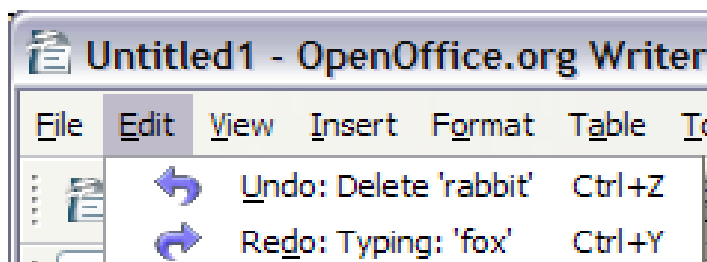 Untitled1 - OpenOffice.org Writer
File Edit View Insert Format Table
Undo: Delete 'rabbit' Ctrl+Z
Redo: Typing: 'fox' Ctrl+Y